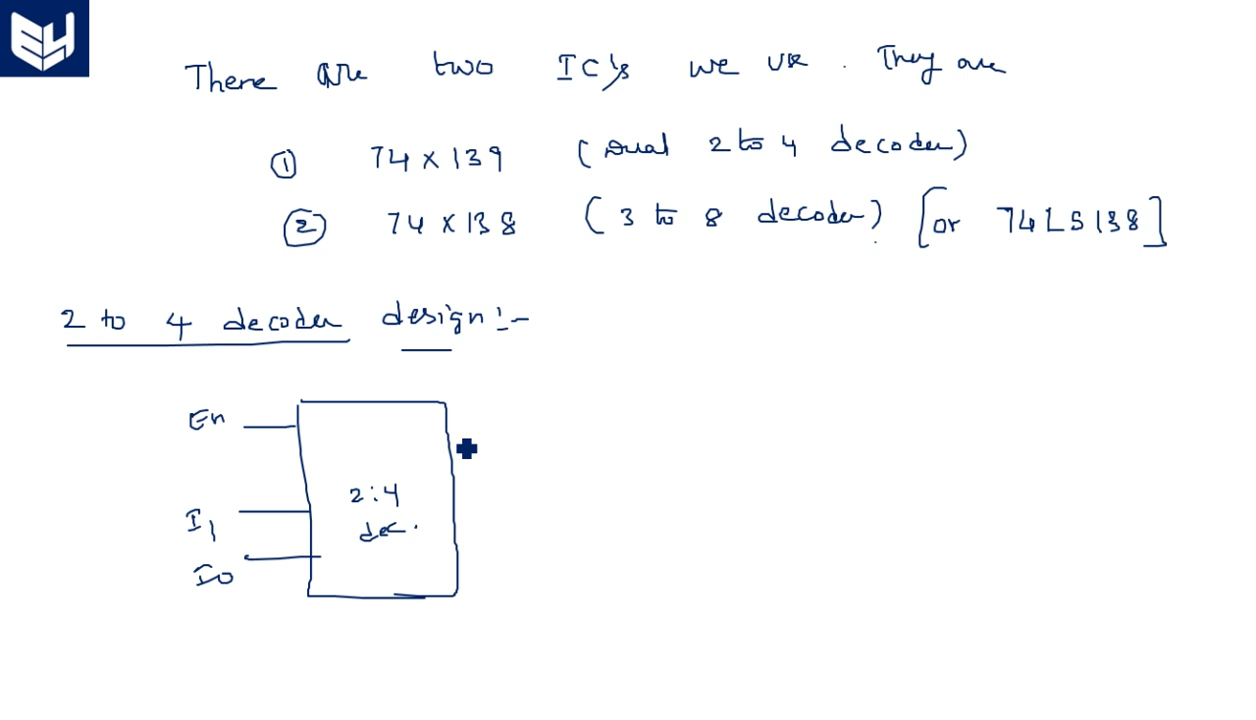 There are two IC's we use. They are
① 74 x 139 (Dual 2 to 4 decoder)
② 74 x 138 (3 to 8 decoder) [or 74LS138]
2 to 4 decoder design :-
En
2:4
I1
dec.
I0